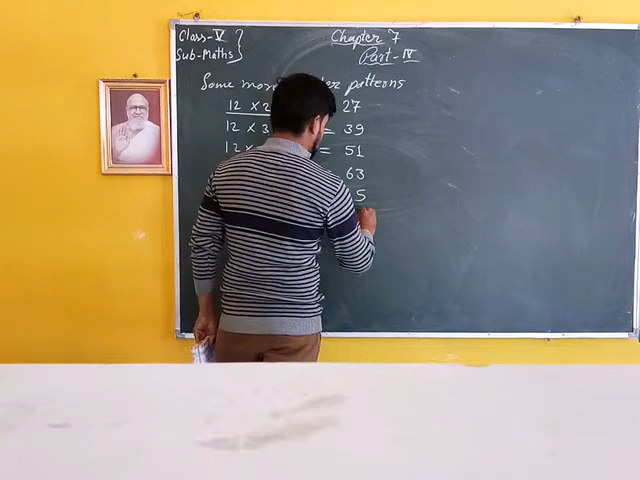 Class-V
Sub-Maths
Chapter 7
Part-IV
Some more patterns
12 × 2 27
12 × 3 = 39
12 × = 51
63
5